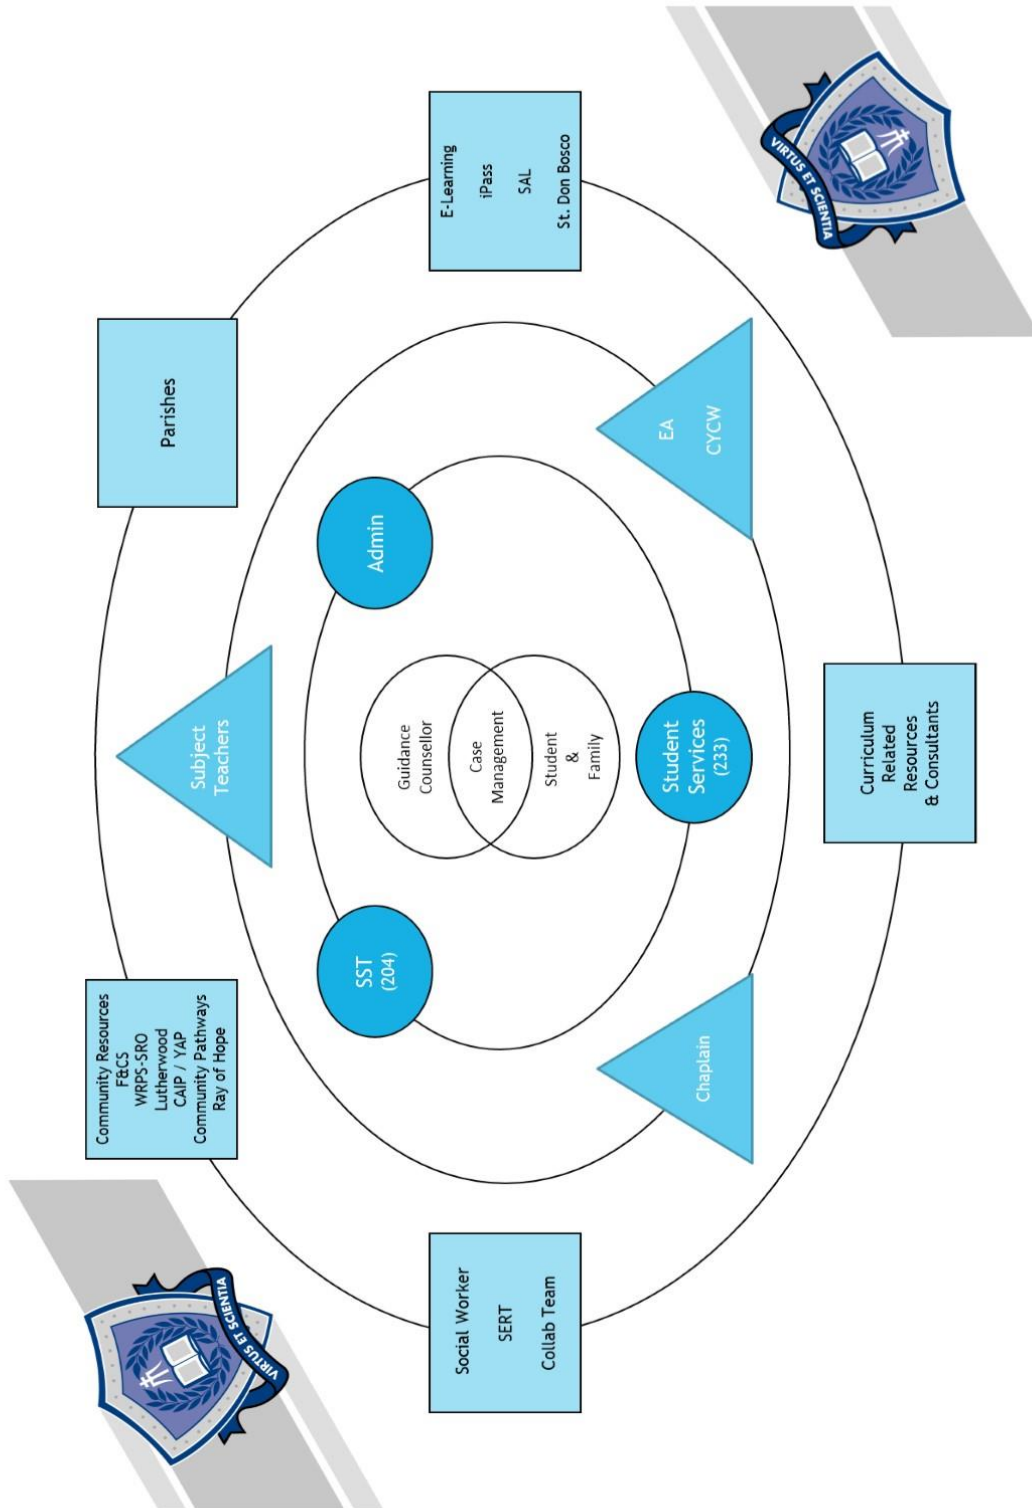 VIRTUS ET SCIENTIA
Community Resources
F&CS
WRPS-SRO
Lutherwood
CAIP / YAP
Community Pathways
Ray of Hope
Subject
Teachers
Parishes
Social Worker
SERT
Collab Team
SST
(204)
Guidance
Counsellor
Case
Management
Student
&
Family
Admin
E-Learning
iPass
SAL
St. Don Bosco
Chaplain
Student
Services
(233)
EA
CYCW
Curriculum
Related
Resources
& Consultants
VIRTUS ET SCIENTIA